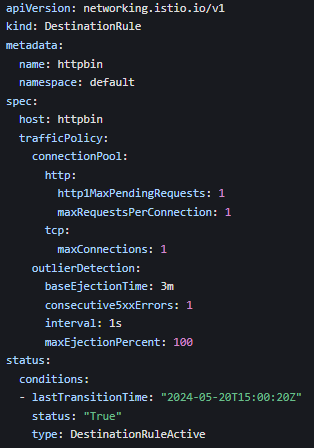 apiVersion: networking.istio.io/v1
kind: DestinationRule
metadata:
  name: httpbin
  namespace: default
spec:
  host: httpbin
  trafficPolicy:
    connectionPool:
      http:
        http1MaxPendingRequests: 1
        maxRequestsPerConnection: 1
      tcp:
        maxConnections: 1
    outlierDetection:
      baseEjectionTime: 3m
      consecutive5xxErrors: 1
      interval: 1s
      maxEjectionPercent: 100
status:
  conditions:
  - lastTransitionTime: "2024-05-20T15:00:20Z"
    status: "True"
    type: DestinationRuleActive